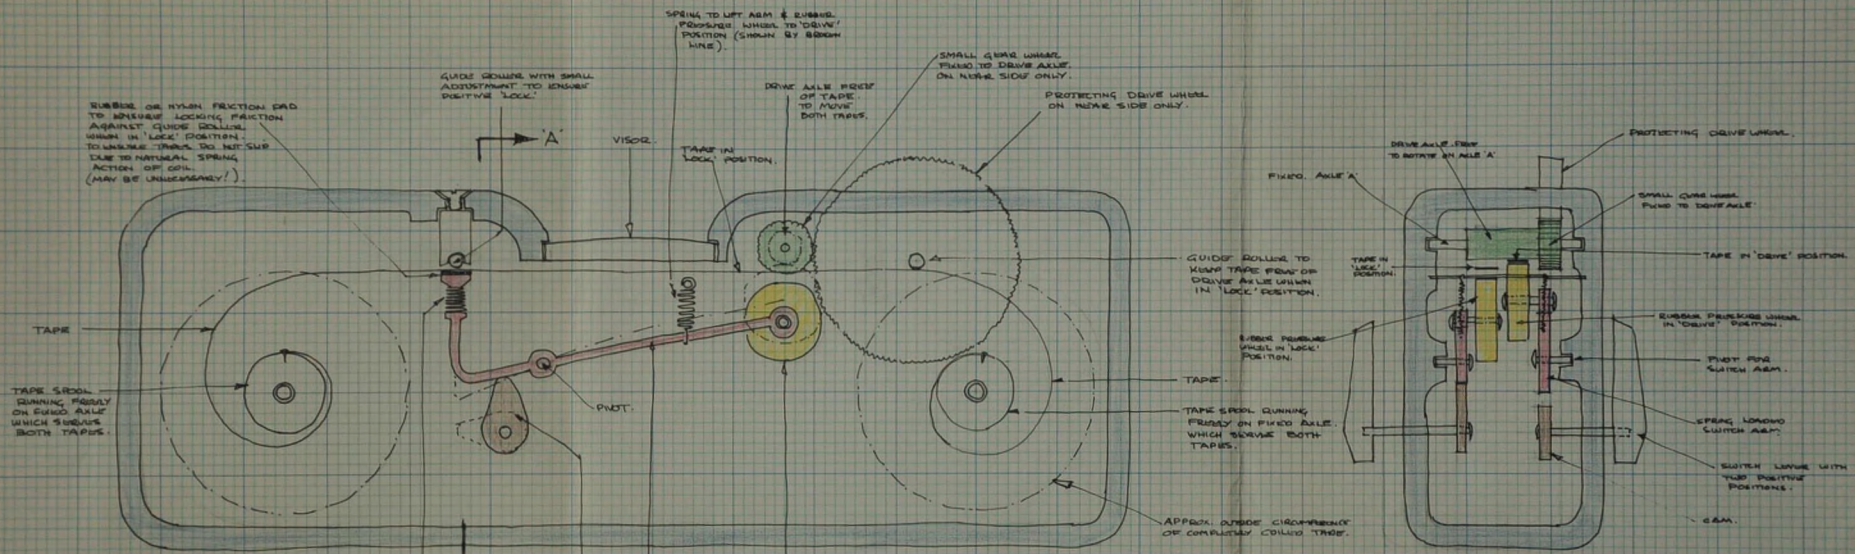 SPRING TO LIFT ARM & RUBBER
PRESSURE WHEEL TO 'DRIVE'
POSITION (SHOWN BY BROKEN
LINE).
SMALL GEAR WHEEL
FIXED TO DRIVE AXLE
ON NEAR SIDE ONLY.
GUIDE ROLLER WITH SMALL
ADJUSTMENT TO ENSURE
POSITIVE 'LOCK'
DRIVE AXLE FREE
OF TAPE
TO MOVE
BOTH TAPES.
PROTECTING DRIVE WHEEL
ON NEAR SIDE ONLY.
RUBBER OR NYLON FRICTION PAD
TO ENSURE LOCKING FRICTION
AGAINST GUIDE ROLLER
WHEN IN 'LOCK' POSITION.
TO ENSURE TAPES DO NOT SLIP
DUE TO NATURAL SPRING
ACTION OF COIL.
(MAY BE UNNECESSARY!).
'A'
VISOR.
TAPE IN
'LOCK' POSITION.
TAPE
TAPE SPOOL
RUNNING FREELY
ON FIXED AXLE
WHICH SERVES
BOTH TAPES.
PIVOT.
GUIDE ROLLER TO
KEEP TAPE FREE OF
DRIVE AXLE WHEN
IN 'LOCK' POSITION.
TAPE.
TAPE SPOOL RUNNING
FREELY ON FIXED AXLE.
WHICH SERVES BOTH
TAPES.
APPROX. OUTSIDE CIRCUMFERENCE
OF COMPLETELY COILED TAPE.
PROTECTING DRIVE WHEEL.
DRIVE AXLE FREE
TO ROTATE ON AXLE 'A'
FIXED AXLE 'A'
SMALL GEAR WHEEL
FIXED TO DRIVE AXLE.
TAPE IN
'LOCK'
POSITION.
TAPE IN 'DRIVE' POSITION.
RUBBER PRESSURE
WHEEL IN 'LOCK'
POSITION.
RUBBER PRESSURE WHEEL
IN 'DRIVE' POSITION.
PIVOT FOR
SWITCH ARM.
SPRING LOADED
SWITCH ARM.
SWITCH LEVER WITH
TWO POSITIVE
POSITIONS.
CAM.